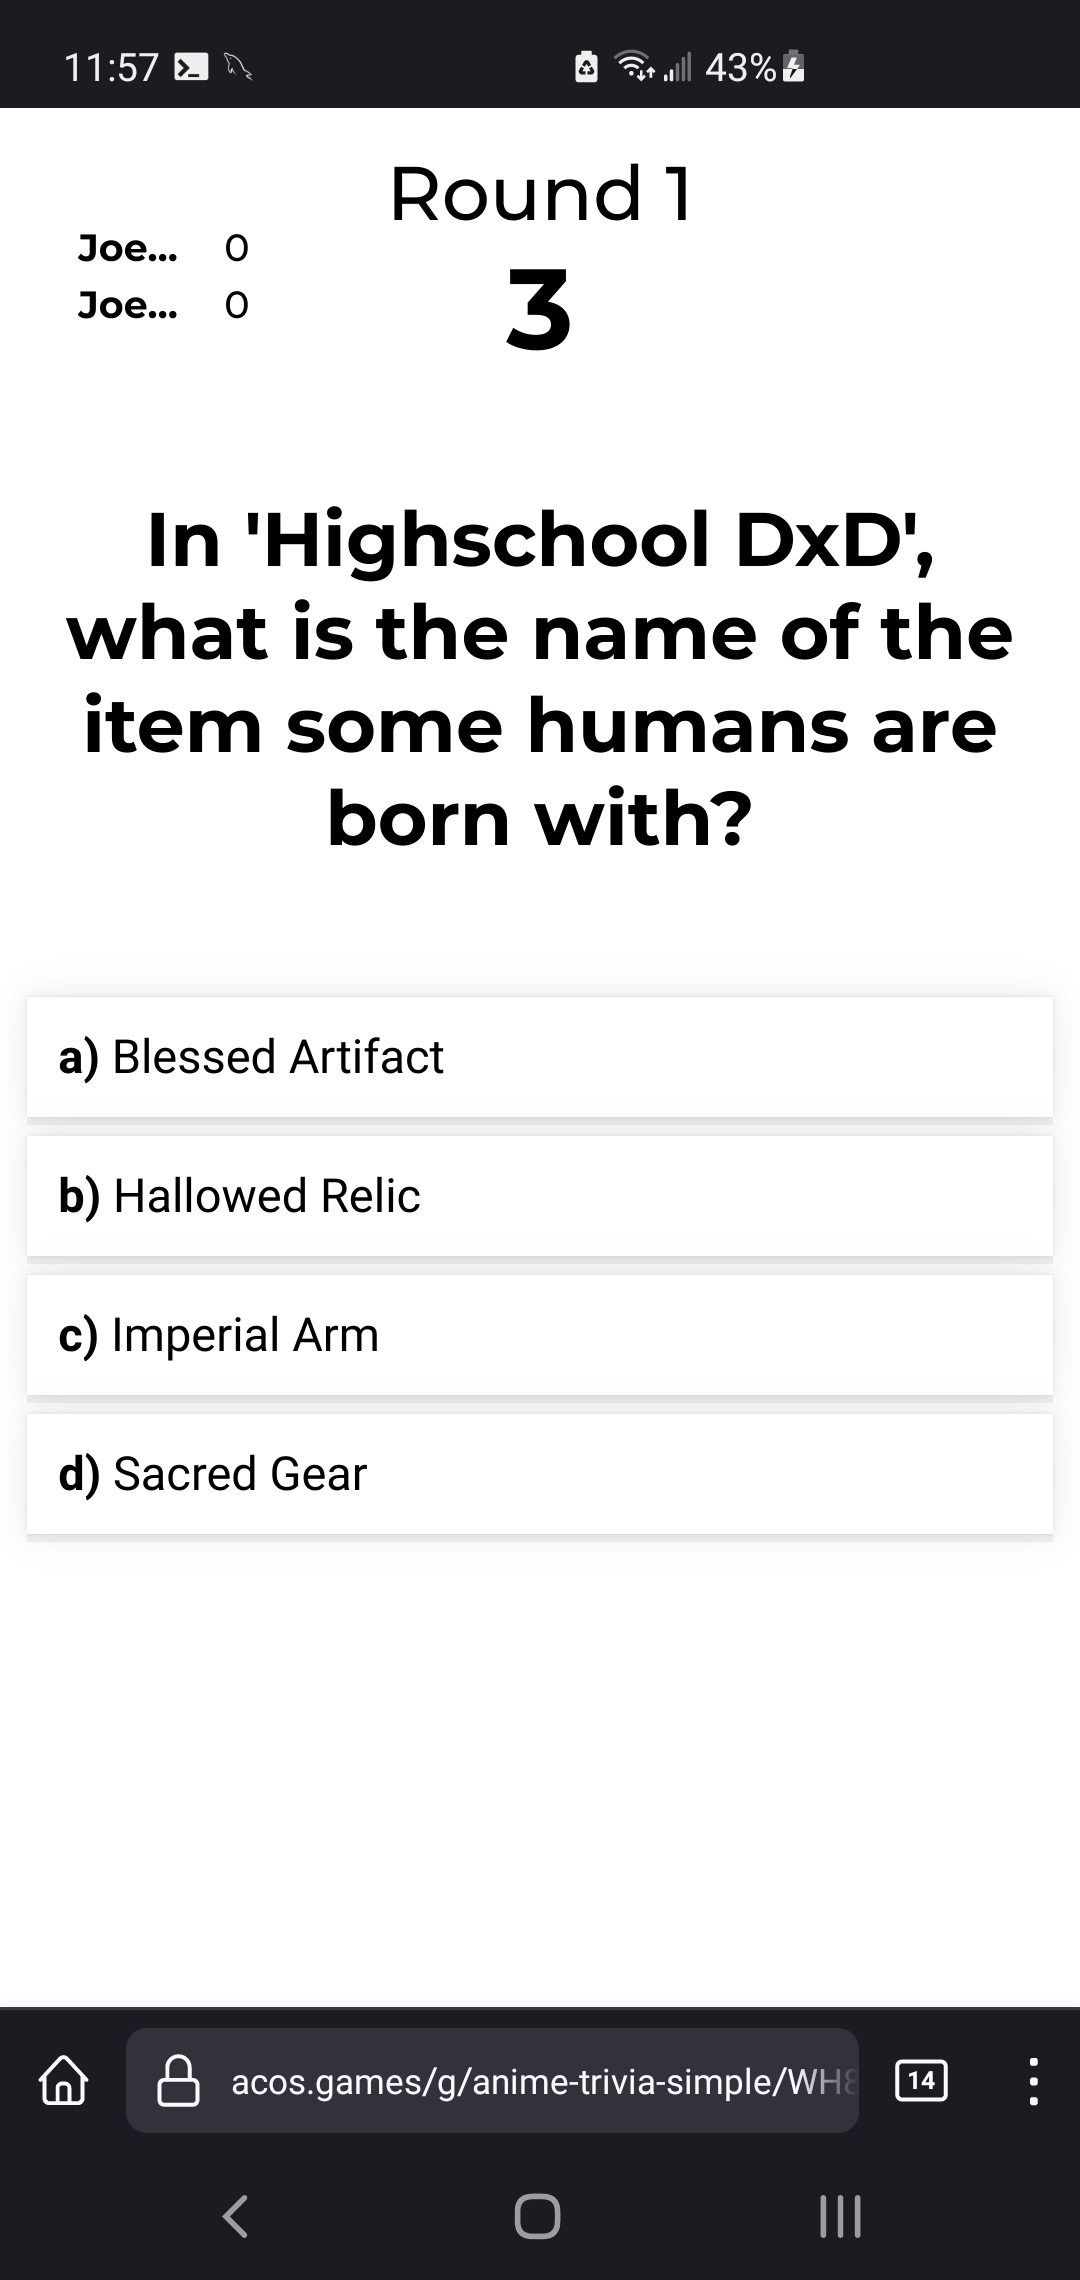 11:57 43%
Round 1
Joe... 0
Joe... 0
3
In 'Highschool DxD',
what is the name of the
item some humans are
born with?
a) Blessed Artifact
b) Hallowed Relic
c) Imperial Arm
d) Sacred Gear
acos.games/g/anime-trivia-simple/WH8
14